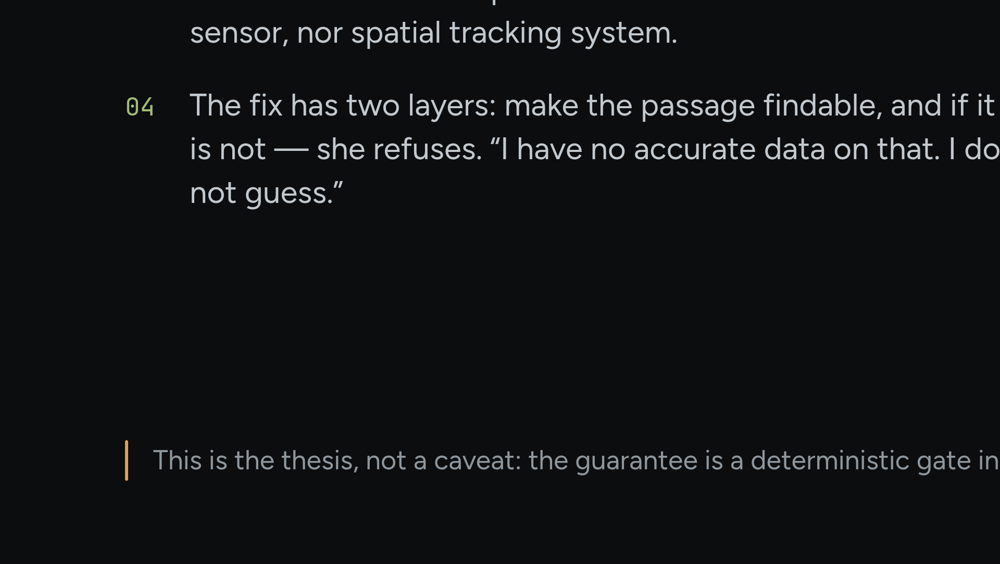 sensor, nor spatial tracking system.
04 The fix has two layers: make the passage findable, and if it
is not — she refuses. “I have no accurate data on that. I do
not guess.”
This is the thesis, not a caveat: the guarantee is a deterministic gate in